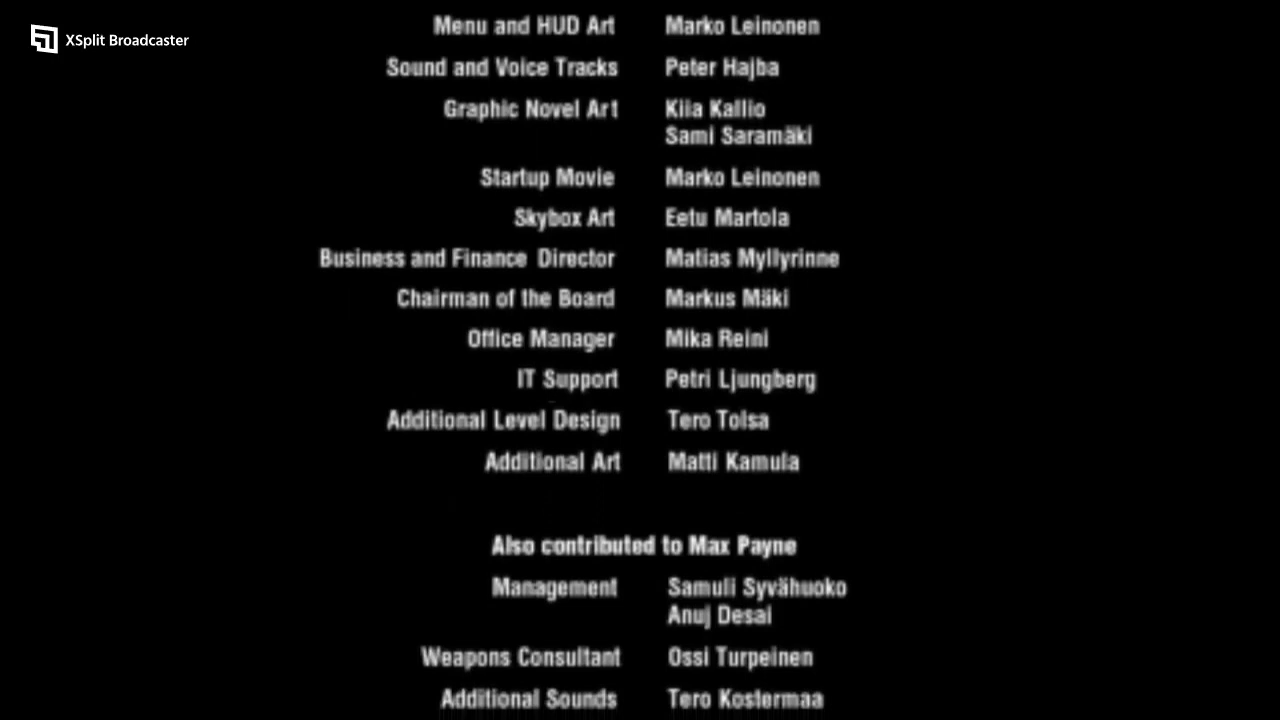 XSplit Broadcaster
Menu and HUD Art Marko Leinonen
Sound and Voice Tracks Peter Hajba
Graphic Novel Art Kiia Kallio
Sami Saramäki
Startup Movie Marko Leinonen
Skybox Art Eetu Martola
Business and Finance Director Matias Myllyrinne
Chairman of the Board Markus Mäki
Office Manager Mika Reini
IT Support Petri Ljungberg
Additional Level Design Tero Tolsa
Additional Art Matti Kamula
Also contributed to Max Payne
Management Samuli Syvähuoko
Anuj Desai
Weapons Consultant Ossi Turpeinen
Additional Sounds Tero Kostermaa